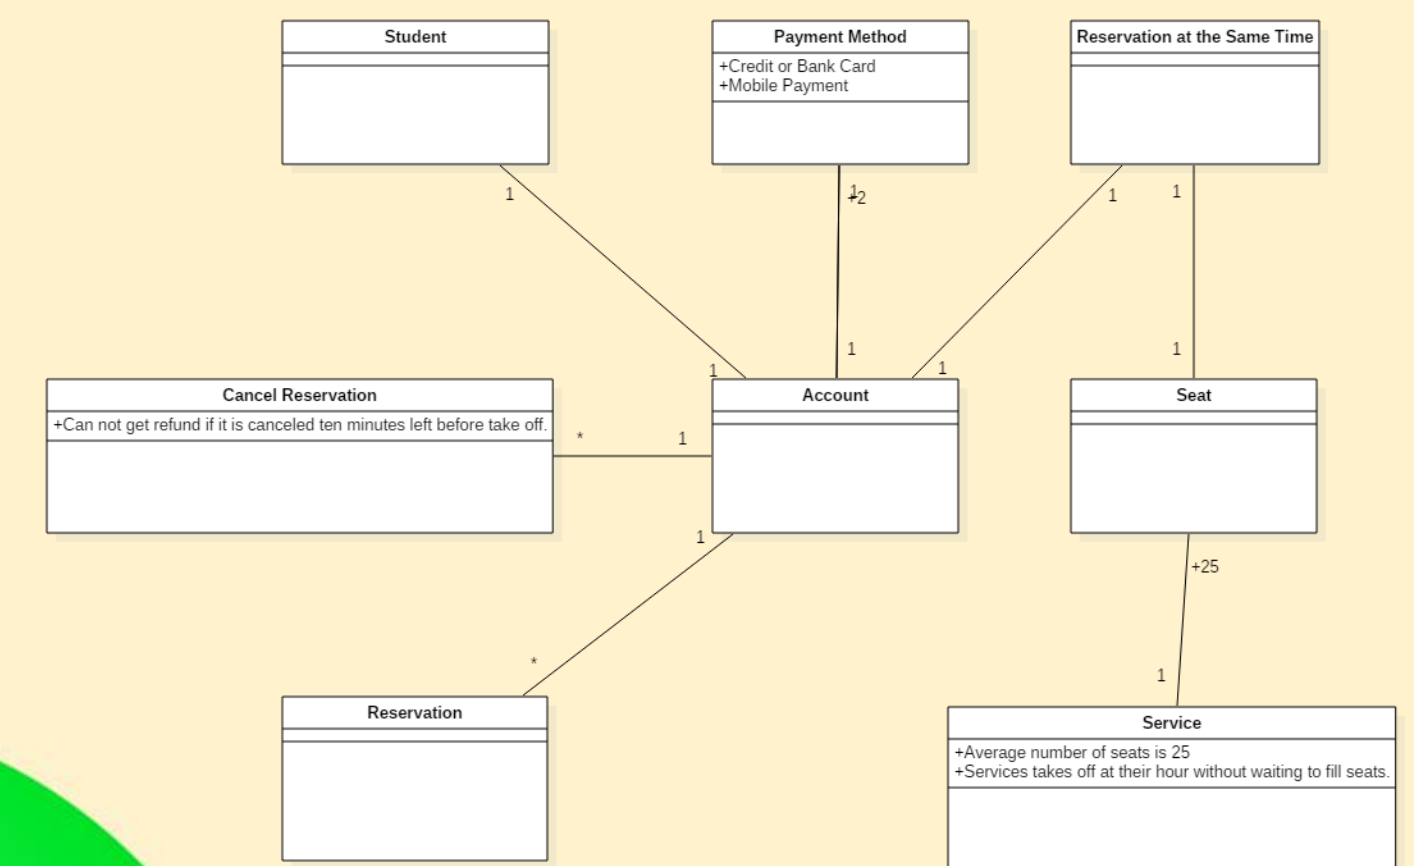 Student
Payment Method
+Credit or Bank Card
+Mobile Payment
Reservation at the Same Time
1
1
+2
1
1
1
1
1
1
1
Cancel Reservation
+Can not get refund if it is canceled ten minutes left before take off.
*
1
Account
Seat
1
+25
*
1
Reservation
Service
+Average number of seats is 25
+Services takes off at their hour without waiting to fill seats.